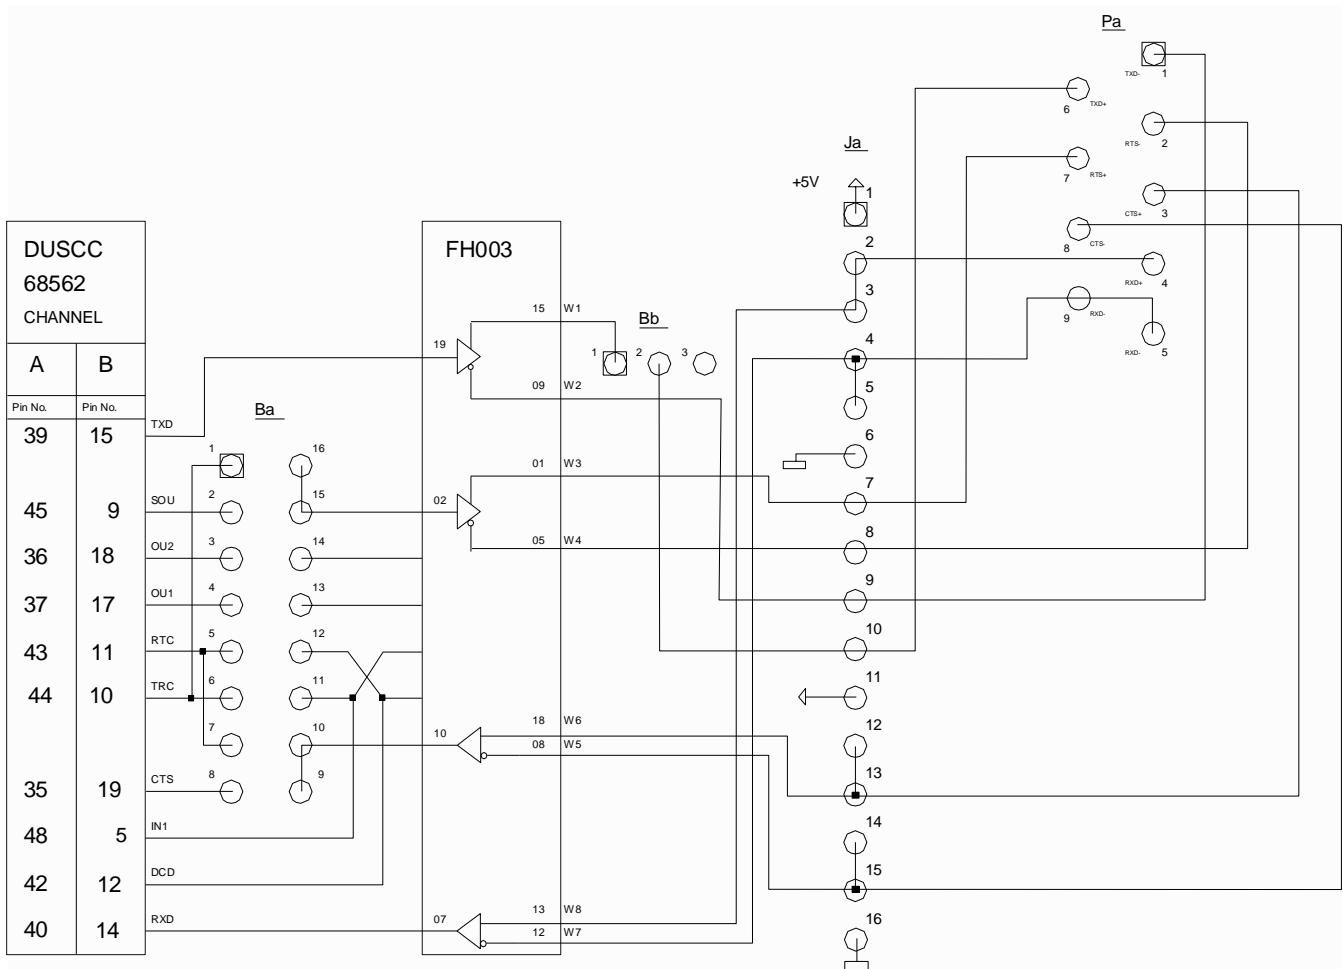 Pa
TXD- 1
6 TXD+
RTS- 2
Ja
7 RTS+
+5V
1
CTS+ 3
8 CTS-
2
RXD+ 4
3
9 RXD-
RXD- 5
4
5
6
7
8
9
10
11
12
13
14
15
16
DUSCC
68562
CHANNEL
A B
Pin No. Pin No.
39 15 TXD
45 9 SOU
36 18 OU2
37 17 OU1
43 11 RTC
44 10 TRC
35 19 CTS
48 5 IN1
42 12 DCD
40 14 RXD
Ba
1 16
2 15
3 14
4 13
5 12
6 11
7 10
8 9
FH003
15 W1
19
09 W2
01 W3
02
05 W4
18 W6
10
08 W5
13 W8
07
12 W7
Bb
1 2 3